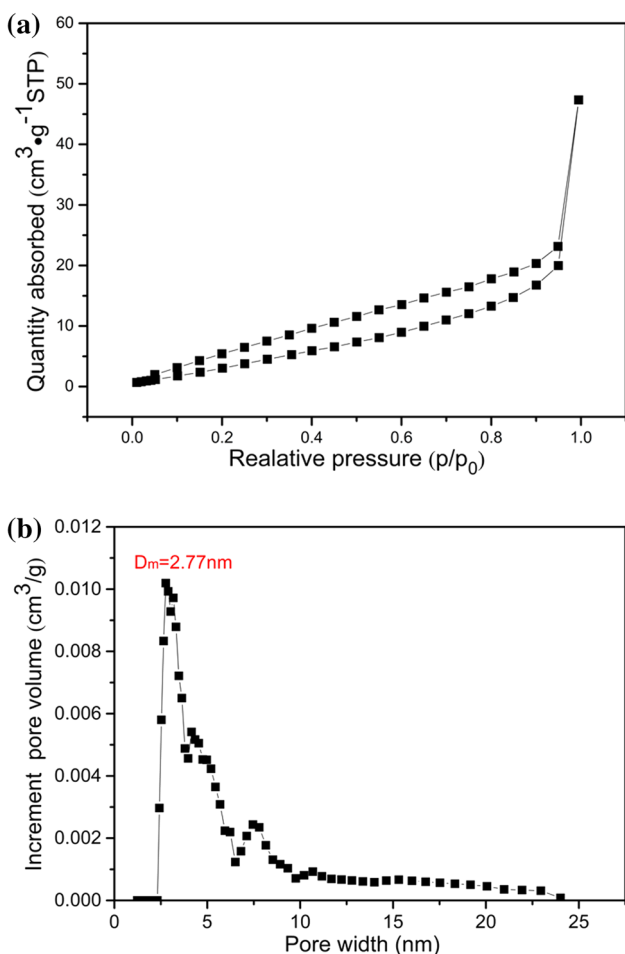 (a)
Quantity absorbed (cm³•g⁻¹STP)
60
50
40
30
20
10
0
0.0 0.2 0.4 0.6 0.8 1.0
Realative pressure (p/p₀)
(b)
Increment pore volume (cm³/g)
Dm=2.77nm
0.012
0.010
0.008
0.006
0.004
0.002
0.000
0 5 10 15 20 25
Pore width (nm)